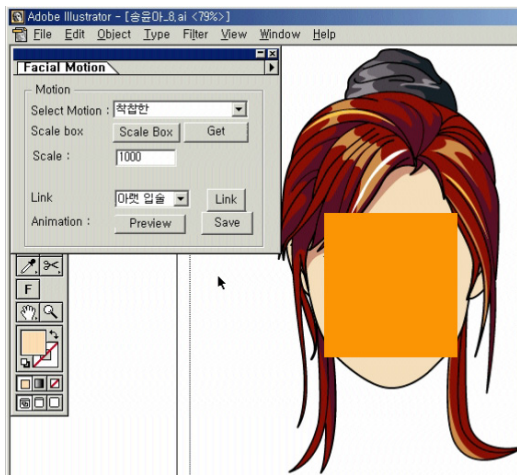 Adobe Illustrator - [송윤아_8.ai <79%>]
File Edit Object Type Filter View Window Help
Facial Motion
Motion
Select Motion : 착찹한
Scale box Scale Box Get
Scale : 1000
Link 아랫 입술 Link
Animation : Preview Save
F